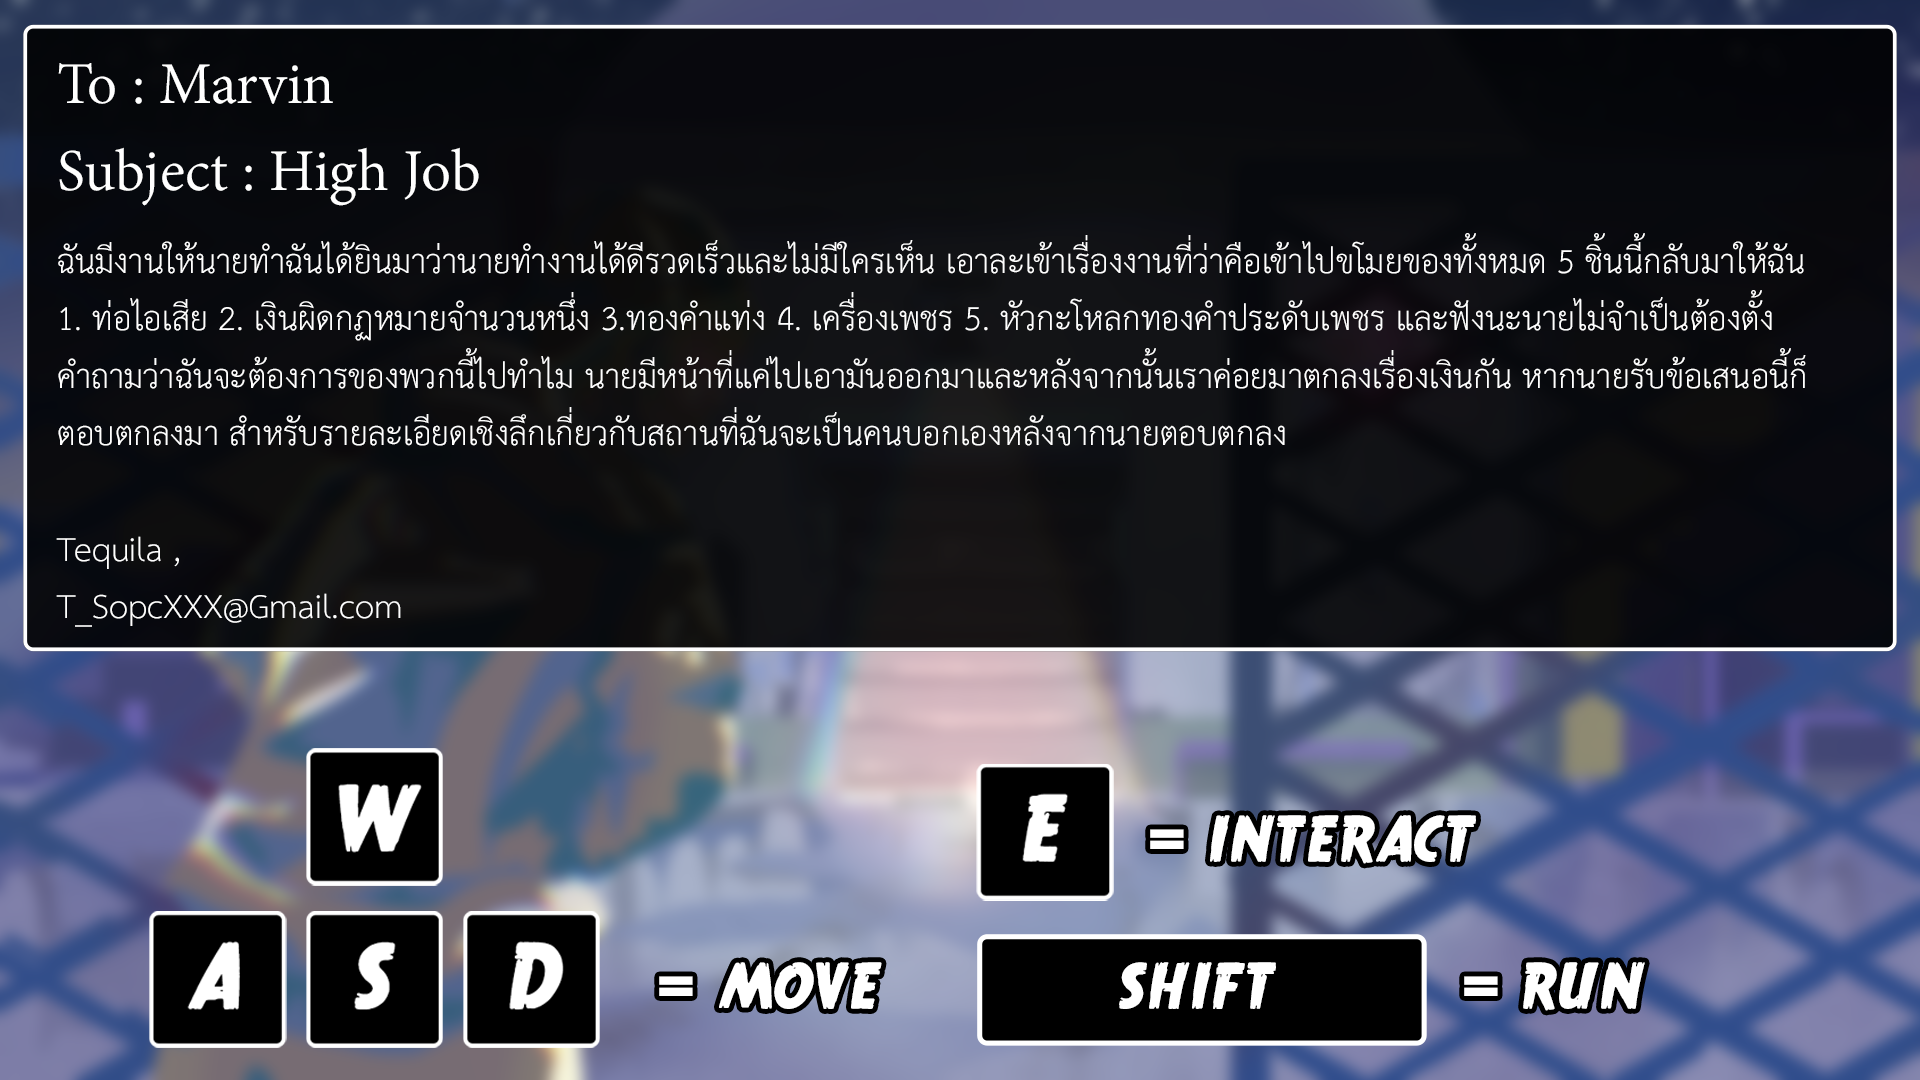 To : Marvin
Subject : High Job
ฉันมีงานให้นายทำฉันได้ยินมาว่านายทำงานได้ดีรวดเร็วและไม่มีใครเห็น เอาละเข้าเรื่องงานที่ว่าคือเข้าไปขโมยของทั้งหมด 5 ชิ้นนี้กลับมาให้ฉัน
1. ท่อไอเสีย 2. เงินผิดกฏหมายจำนวนหนึ่ง 3.ทองคำแท่ง 4. เครื่องเพชร 5. หัวกะโหลกทองคำประดับเพชร และฟังนะนายไม่จำเป็นต้องตั้ง
คำถามว่าฉันจะต้องการของพวกนี้ไปทำไม นายมีหน้าที่แค่ไปเอามันออกมาและหลังจากนั้นเราค่อยมาตกลงเรื่องเงินกัน หากนายรับข้อเสนอนี้ก็
ตอบตกลงมา สำหรับรายละเอียดเชิงลึกเกี่ยวกับสถานที่ฉันจะเป็นคนบอกเองหลังจากนายตอบตกลง
Tequila ,
T_SopcXXX@Gmail.com
W
A S D = MOVE
E = INTERACT
SHIFT = RUN